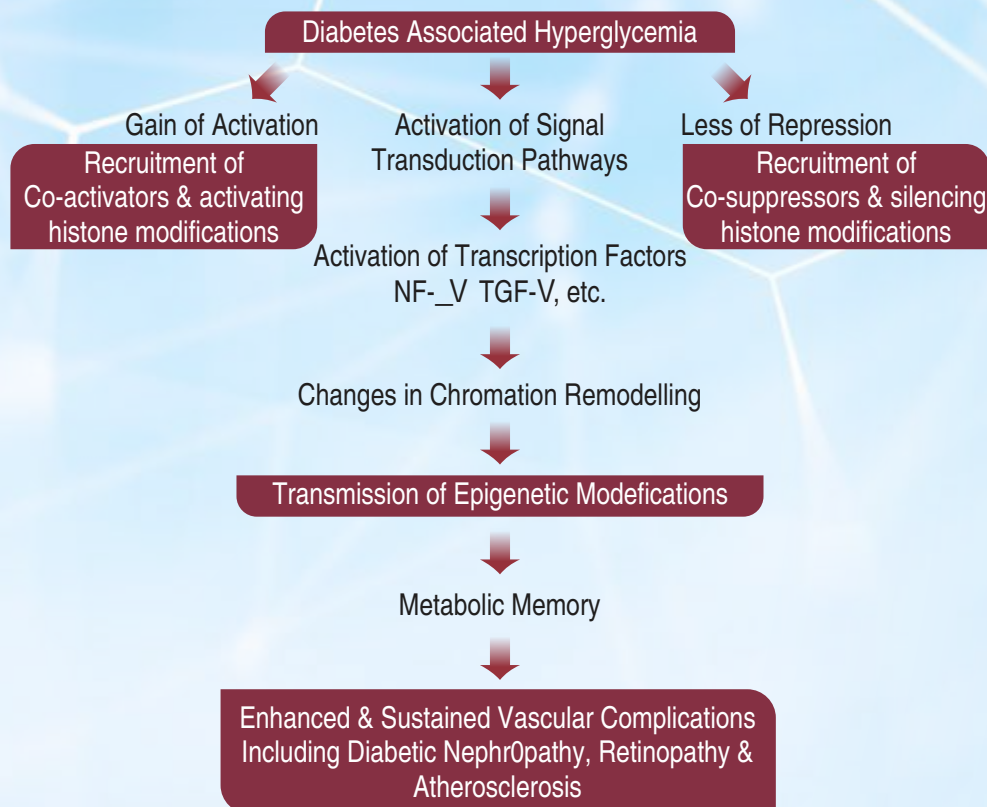 Diabetes Associated Hyperglycemia
Gain of Activation
Recruitment of
Co-activators & activating
histone modifications
Activation of Signal
Transduction Pathways
Less of Repression
Recruitment of
Co-suppressors & silencing
histone modifications
Activation of Transcription Factors
NF-_V TGF-V, etc.
Changes in Chromation Remodelling
Transmission of Epigenetic Modefications
Metabolic Memory
Enhanced & Sustained Vascular Complications
Including Diabetic Nephr0pathy, Retinopathy &
Atherosclerosis